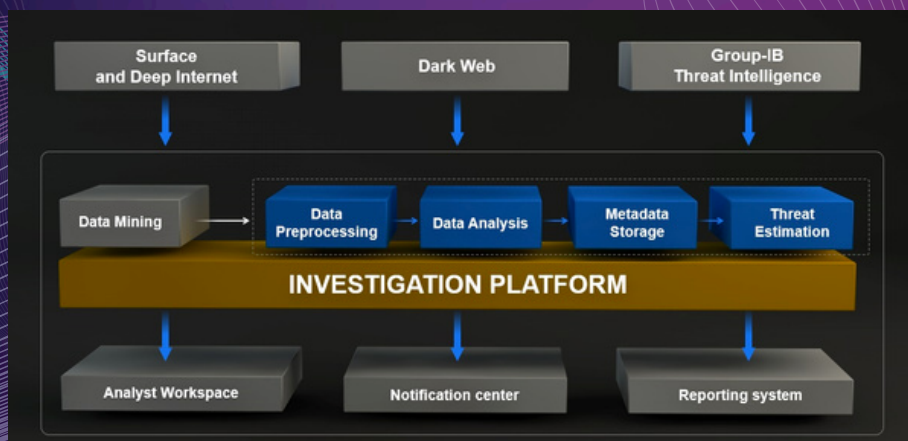 Surface
and Deep Internet
Dark Web
Group-IB
Threat Intelligence
Data Mining
Data
Preprocessing
Data Analysis
Metadata
Storage
Threat
Estimation
INVESTIGATION PLATFORM
Analyst Workspace
Notification center
Reporting system